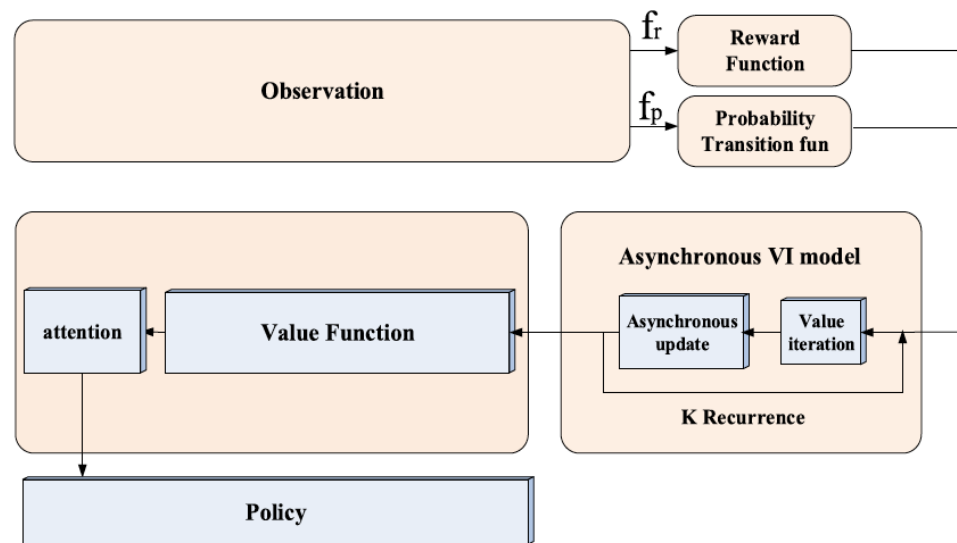 Observation
fr
Reward
Function
fp
Probability
Transition fun
attention
Value Function
Asynchronous VI model
Asynchronous
update
Value
iteration
K Recurrence
Policy